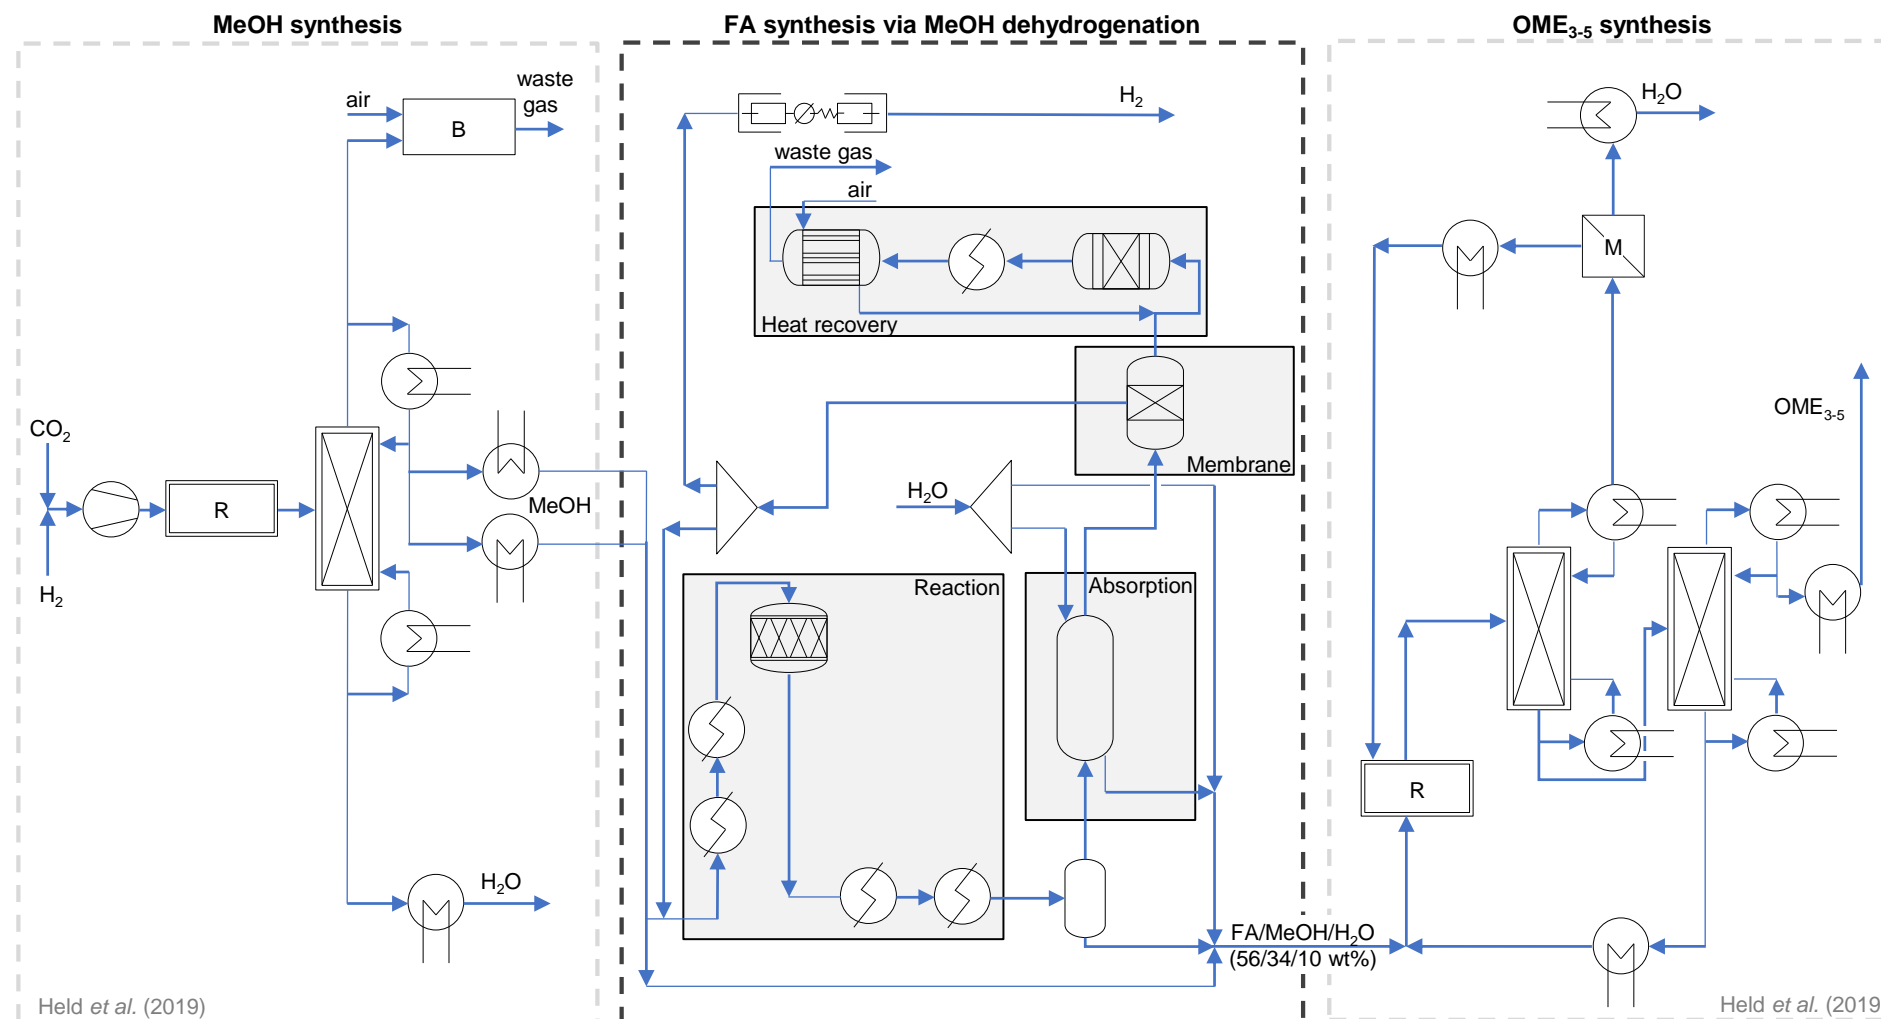 MeOH synthesis
FA synthesis via MeOH dehydrogenation
OME3-5 synthesis
air
waste
gas
B
CO2
H2
R
MeOH
H2O
Held et al. (2019)
H2
waste gas
air
Heat recovery
Membrane
H2O
Reaction
Absorption
FA/MeOH/H2O
(56/34/10 wt%)
H2O
M
OME3-5
R
Held et al. (2019